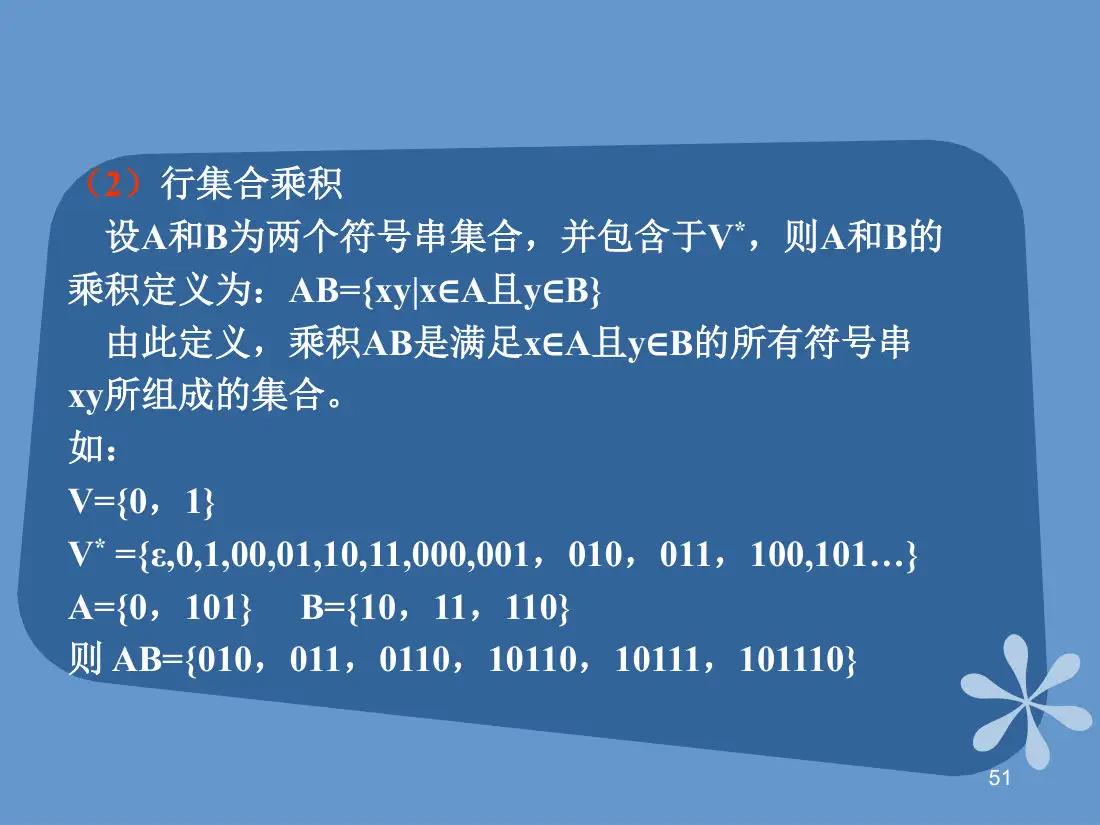 （2）行集合乘积
设A和B为两个符号串集合，并包含于V*，则A和B的
乘积定义为：AB={xy|x∈A且y∈B}
由此定义，乘积AB是满足x∈A且y∈B的所有符号串
xy所组成的集合。
如：
V={0，1}
V* ={ε,0,1,00,01,10,11,000,001，010，011，100,101…}
A={0，101} B={10，11，110}
则 AB={010，011，0110，10110，10111，101110}
51